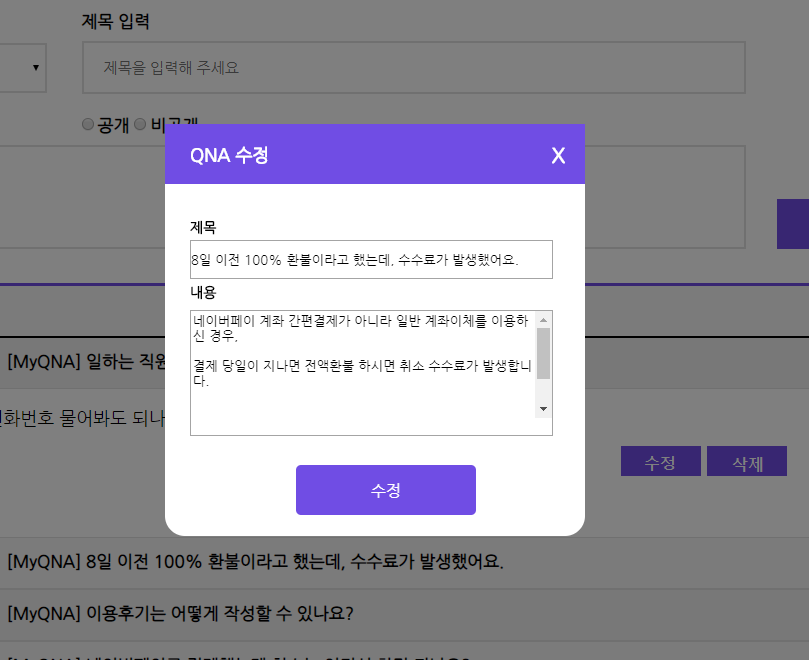 제목 입력
제목을 입력해 주세요
공개 비공개
QNA 수정
X
제목
8일 이전 100% 환불이라고 했는데, 수수료가 발생했어요.
내용
네이버페이 계좌 간편결제가 아니라 일반 계좌이체를 이용하
신 경우,
결제 당일이 지나면 전액환불 하시면 취소 수수료가 발생합니
다.
수정
[MyQNA] 일하는 직원
전화번호 물어봐도 되나
수정 삭제
[MyQNA] 8일 이전 100% 환불이라고 했는데, 수수료가 발생했어요.
[MyQNA] 이용후기는 어떻게 작성할 수 있나요?